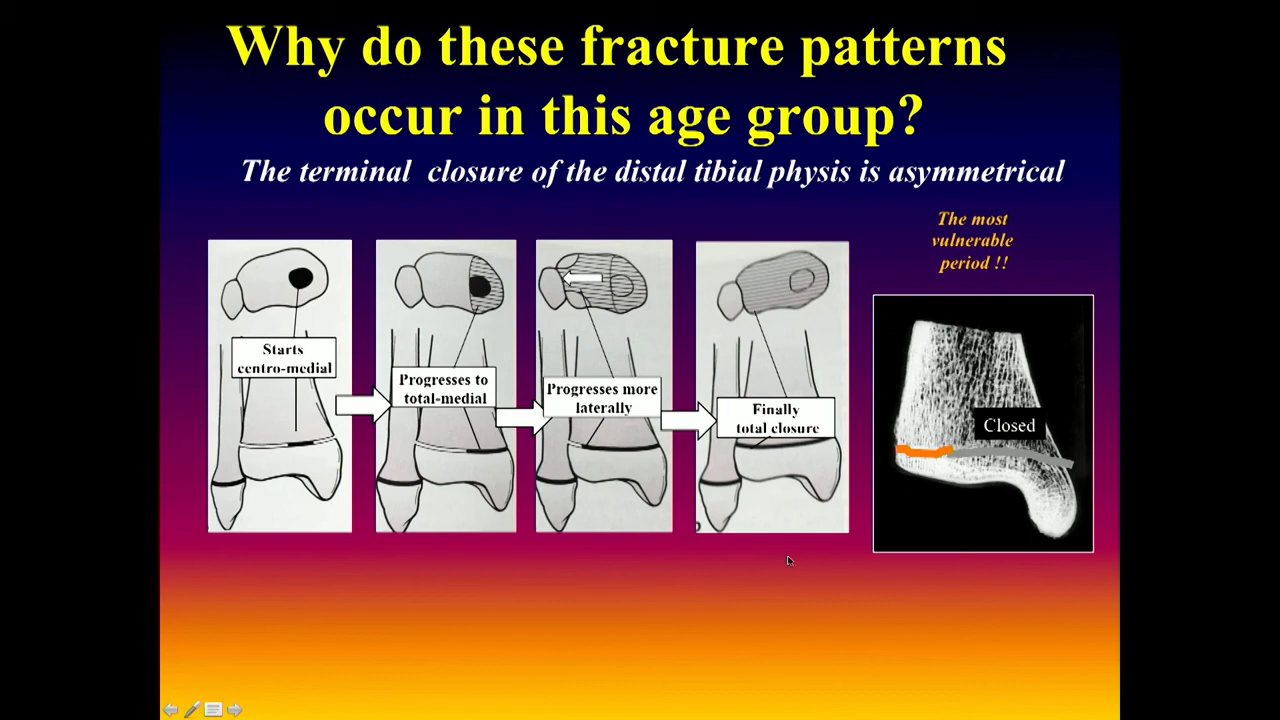 Why do these fracture patterns
occur in this age group?
The terminal closure of the distal tibial physis is asymmetrical
The most
vulnerable
period !!
Starts
centro-medial
Progresses to
total-medial
Progresses more
laterally
Finally
total closure
Closed